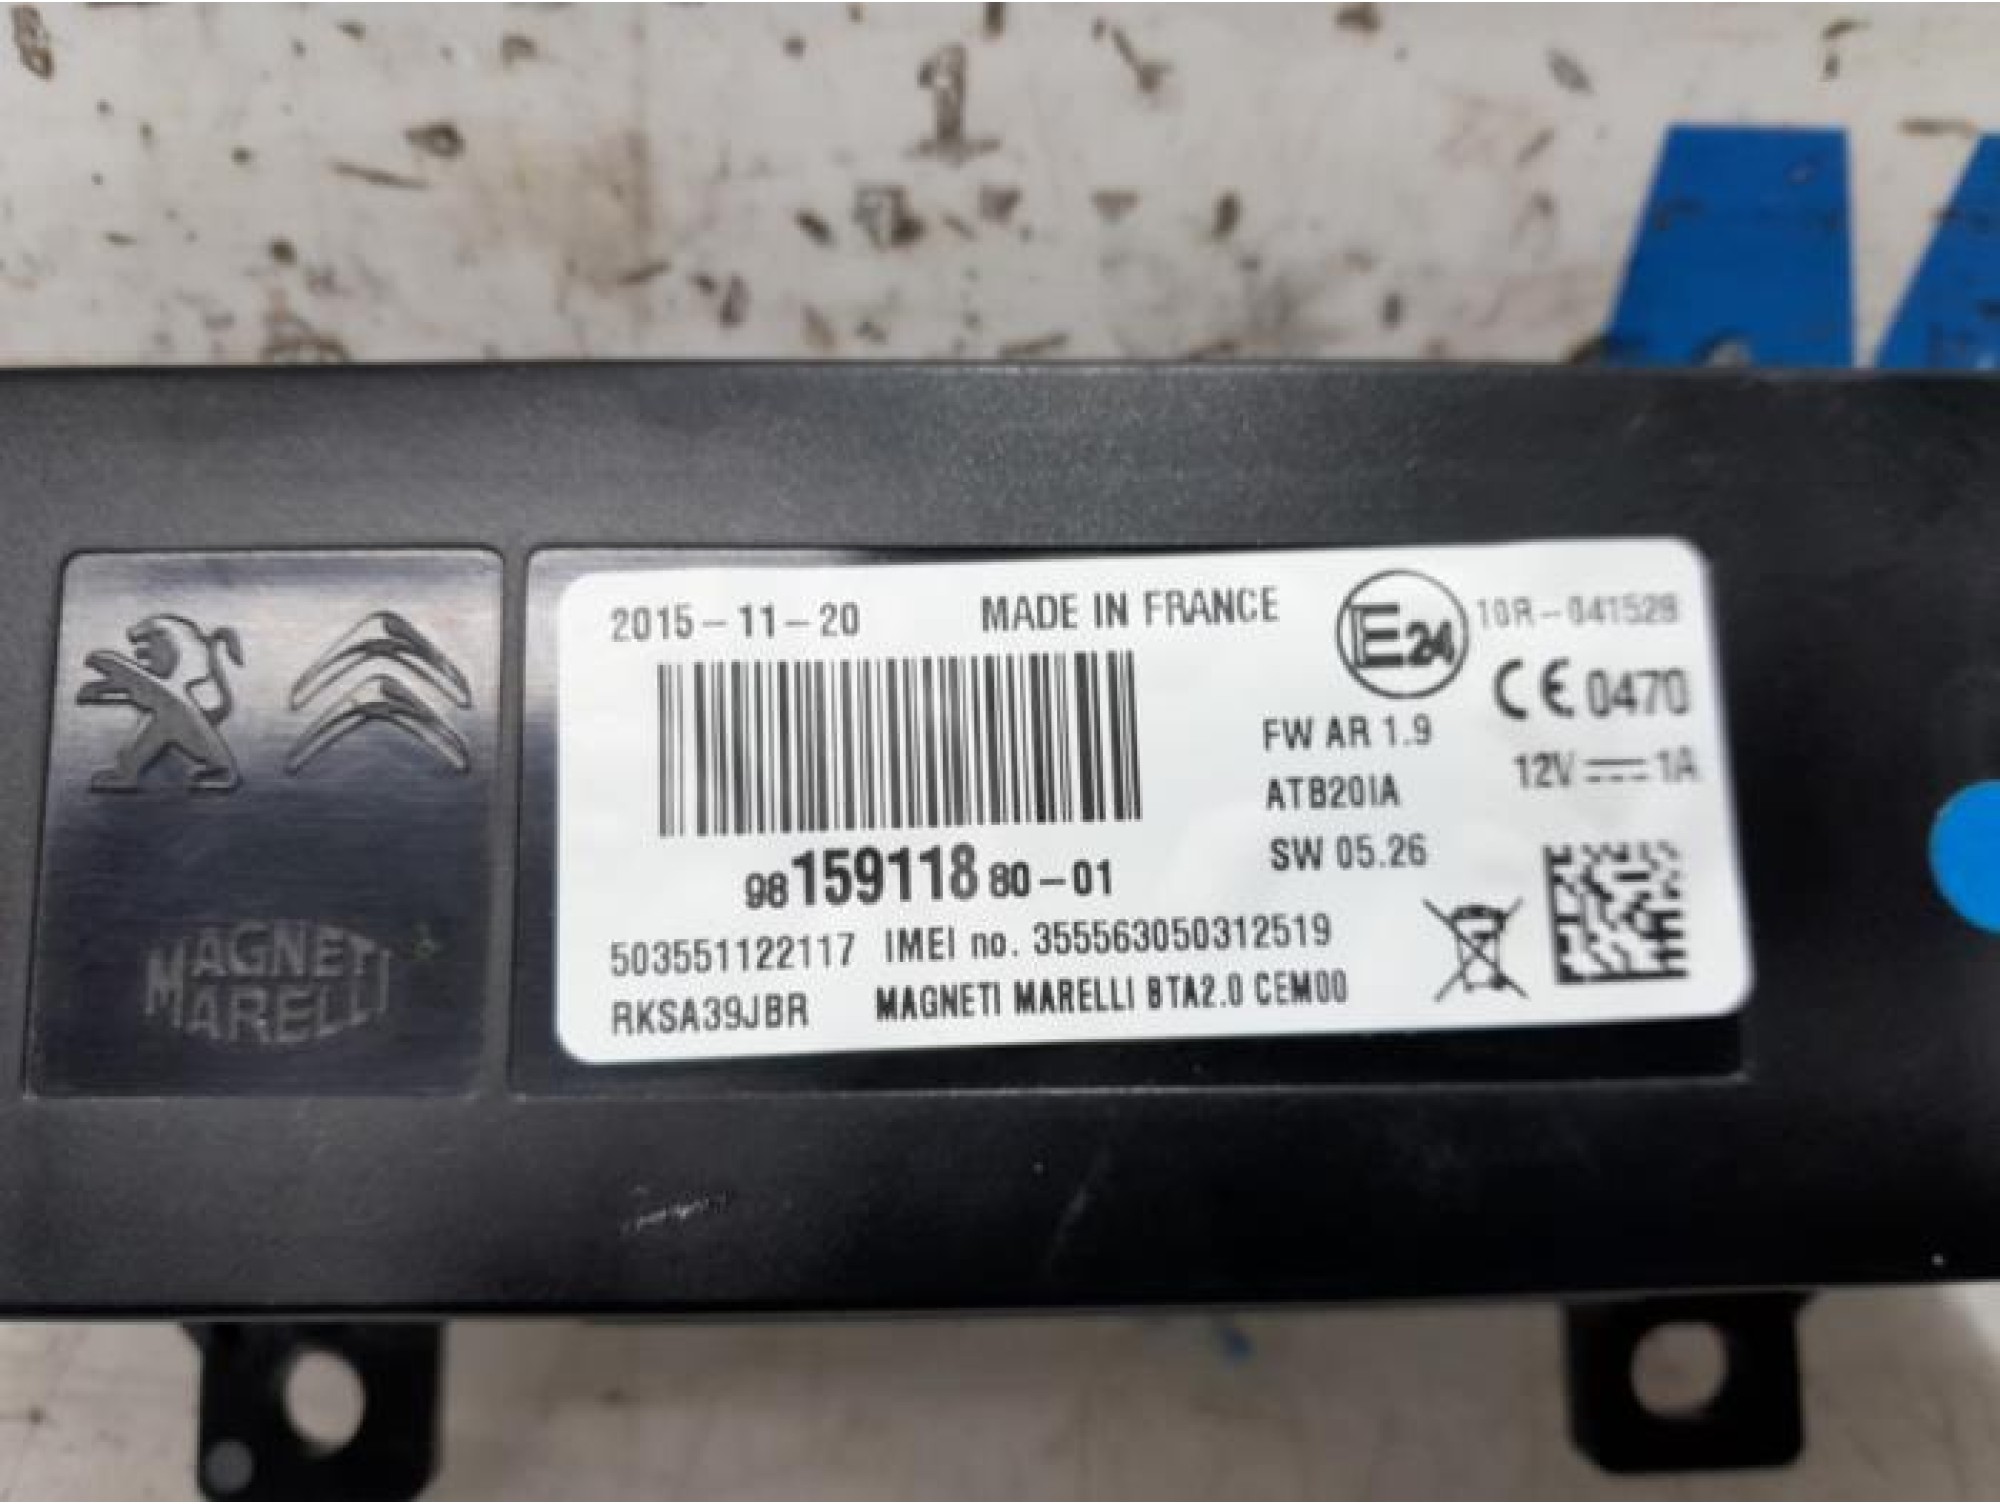 2015-11-20 MADE IN FRANCE E24 10R-041528
CE 0470
FW AR 1.9
12V 1A
ATB20IA
SW 05.26
98 159118 80-01
503551122117 IMEI no. 355563050312519
RKSA39JBR MAGNETI MARELLI BTA2.0 CEM00
MAGNETI
MARELLI